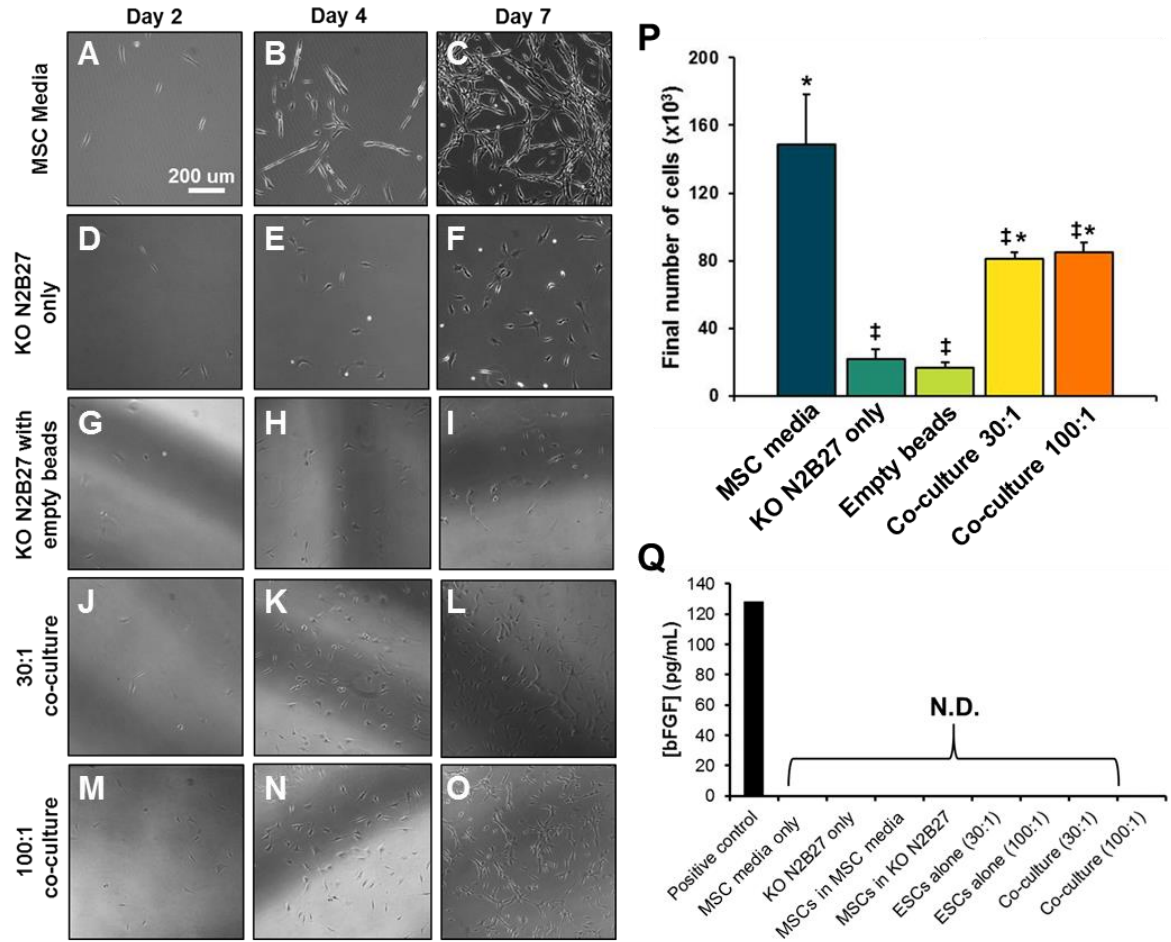 Day 2 Day 4 Day 7
MSC Media
A B C
200 um
KO N2B27
only
D E F
KO N2B27 with
empty beads
G H I
30:1
co-culture
J K L
100:1
co-culture
M N O
P
Final number of cells (x10³)
200
160
120
80
40
0
*
‡
‡
‡*
‡*
MSC media
KO N2B27 only
Empty beads
Co-culture 30:1
Co-culture 100:1
Q
[bFGF] (pg/mL)
140
120
100
80
60
40
20
0
N.D.
Positive control
MSC media only
KO N2B27 only
MSCs in MSC media
MSCs in KO N2B27
ESCs alone (30:1)
ESCs alone (100:1)
Co-culture (30:1)
Co-culture (100:1)